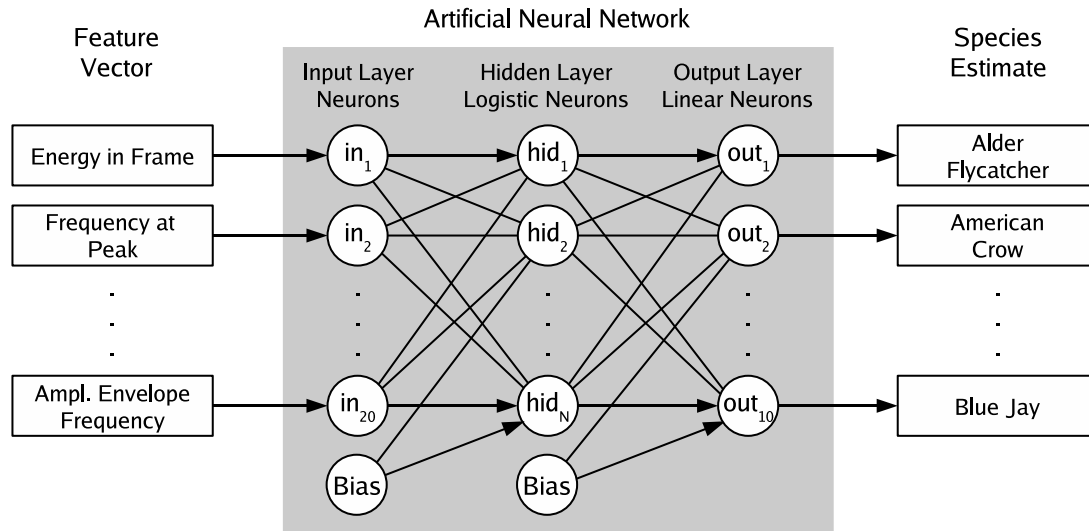 Artificial Neural Network
Feature
Vector
Input Layer
Neurons
Hidden Layer
Logistic Neurons
Output Layer
Linear Neurons
Species
Estimate
Energy in Frame
in1
hid1
out1
Alder
Flycatcher
Frequency at
Peak
in2
hid2
out2
American
Crow
Ampl. Envelope
Frequency
in20
hidN
out10
Blue Jay
Bias
Bias